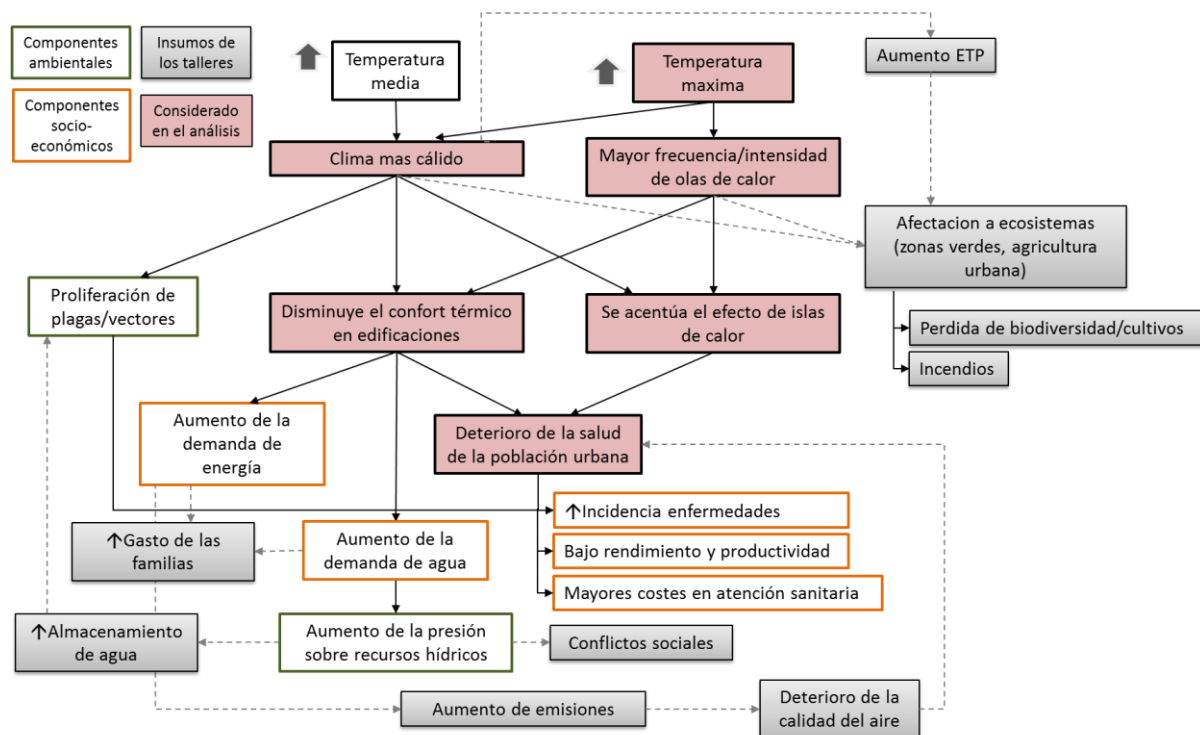 Componentes
ambientales
Insumos de
los talleres
Componentes
socio-
económicos
Considerado
en el análisis
Temperatura
media
Temperatura
maxima
Aumento ETP
Clima mas cálido
Mayor frecuencia/intensidad
de olas de calor
Afectacion a ecosistemas
(zonas verdes, agricultura
urbana)
Proliferación de
plagas/vectores
Disminuye el confort térmico
en edificaciones
Se acentúa el efecto de islas
de calor
Perdida de biodiversidad/cultivos
Incendios
Aumento de la
demanda de
energía
Deterioro de la salud
de la población urbana
↑Incidencia enfermedades
↑Gasto de las
familias
Aumento de la
demanda de agua
Bajo rendimiento y productividad
Mayores costes en atención sanitaria
↑Almacenamiento
de agua
Aumento de la presión
sobre recursos hídricos
Conflictos sociales
Aumento de emisiones
Deterioro de la
calidad del aire